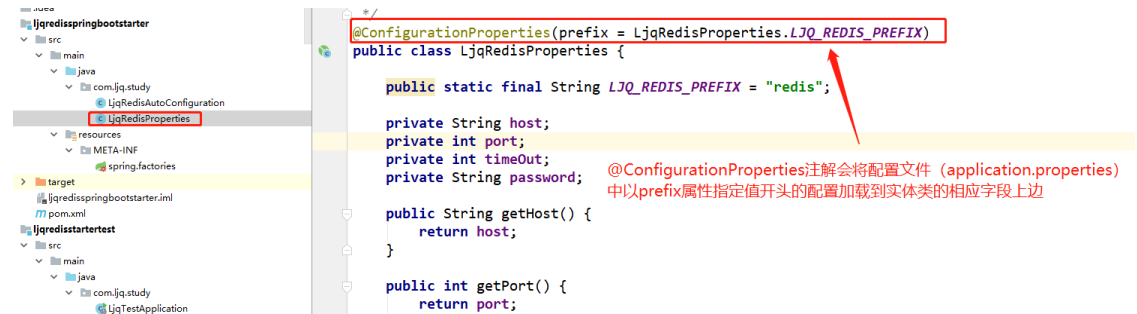 .idea
ljqredisspringbootstarter
src
main
java
com.ljq.study
LjqRedisAutoConfiguration
LjqRedisProperties
resources
META-INF
spring.factories
target
ljqredisspringbootstarter.iml
pom.xml
ljqredisstartertest
src
main
java
com.ljq.study
LjqTestApplication
*/
@ConfigurationProperties(prefix = LjqRedisProperties.LJQ_REDIS_PREFIX)
public class LjqRedisProperties {
public static final String LJQ_REDIS_PREFIX = "redis";
private String host;
private int port;
private int timeOut;
private String password;
@ConfigurationProperties注解会将配置文件（application.properties）
中以prefix属性指定值开头的配置加载到实体类的相应字段上边
public String getHost() {
return host;
}
public int getPort() {
return port;